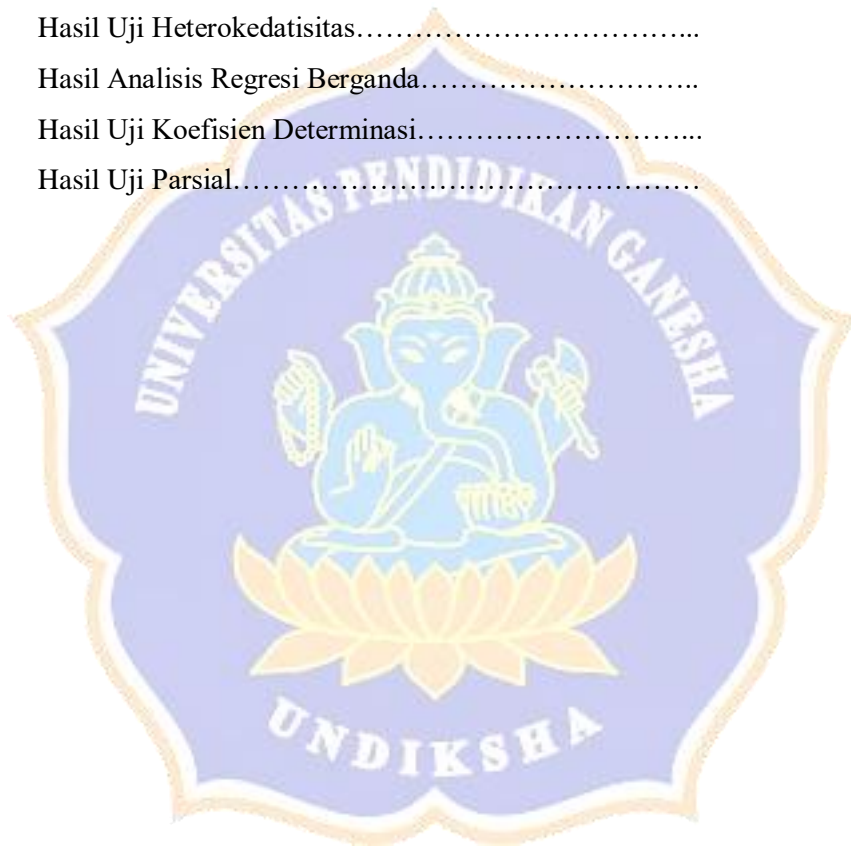 Hasil Uji Heterokedatisitas……………………………...
Hasil Analisis Regresi Berganda………………………..
Hasil Uji Koefisien Determinasi………………………...
Hasil Uji Parsial…………………………………………
UNIVERSITAS PENDIDIKAN GANESHA
UNDIKSHA